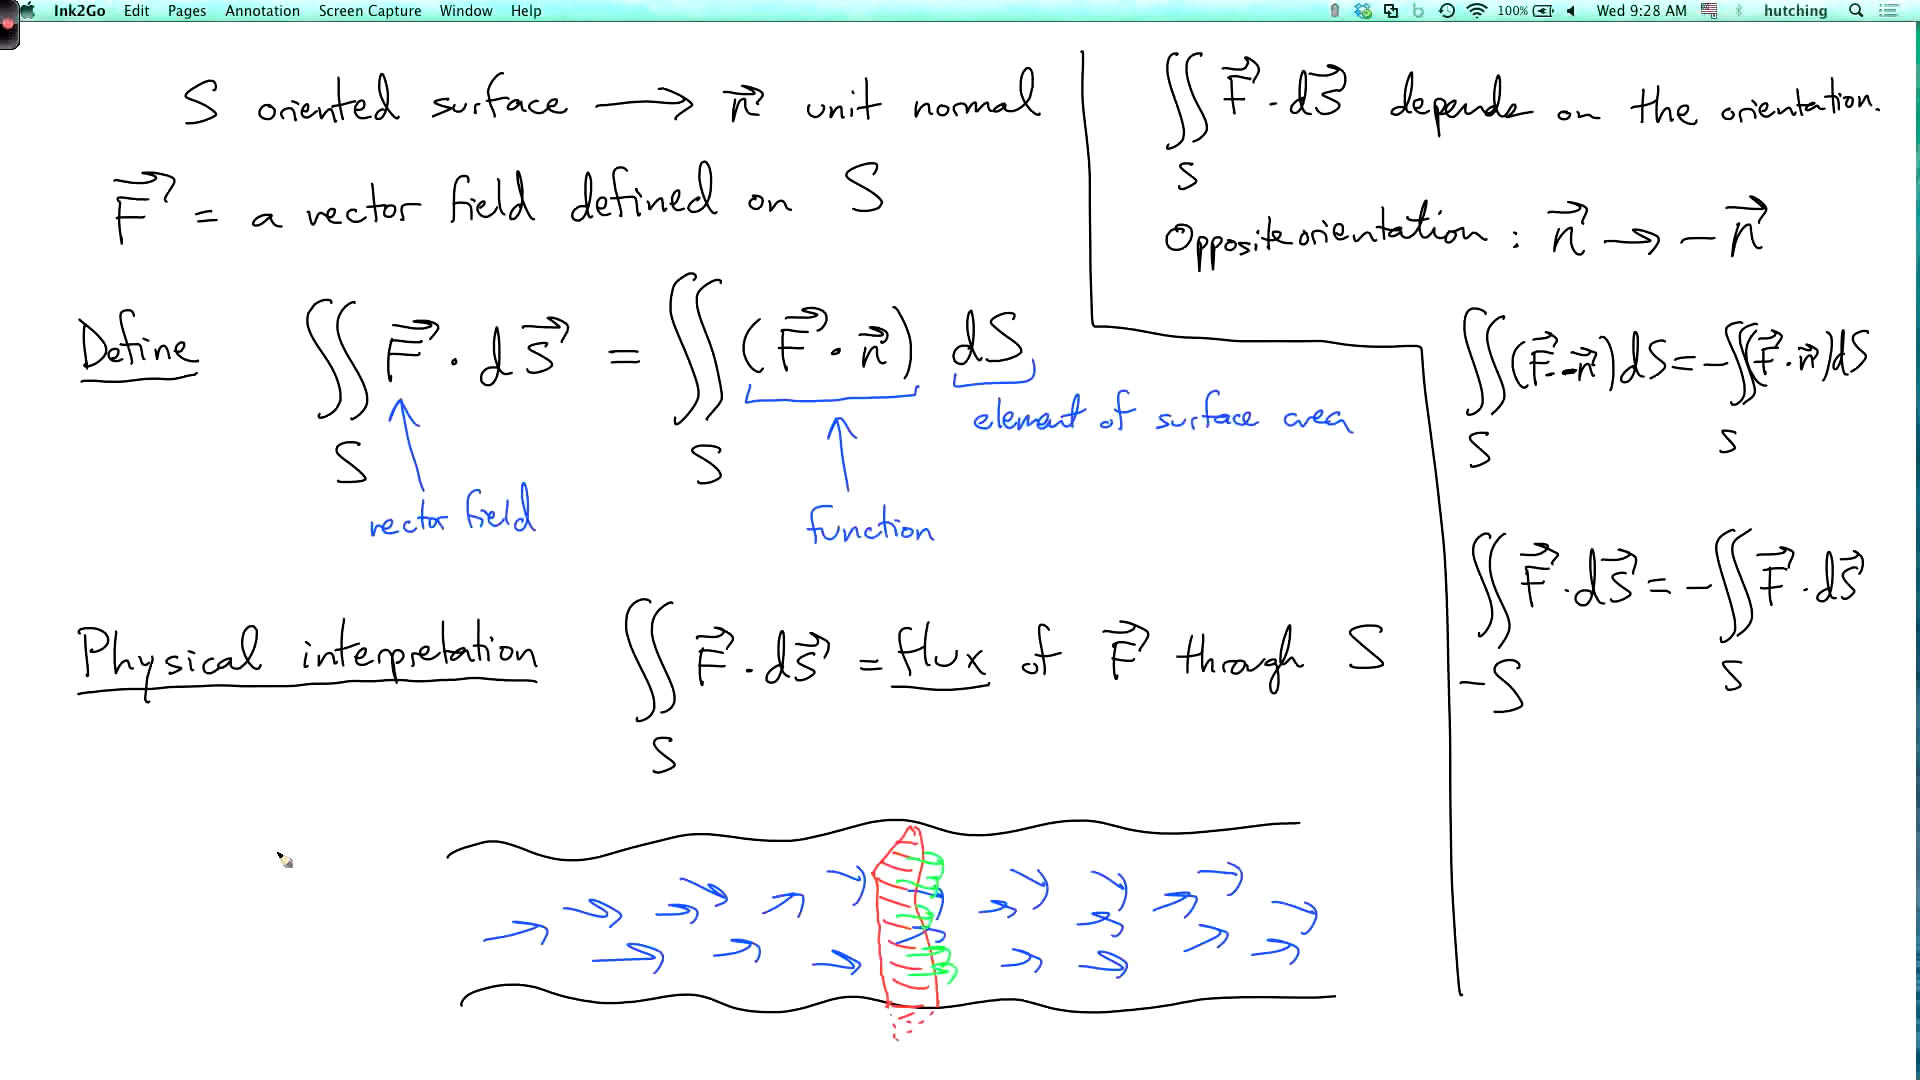 Ink2Go Edit Pages Annotation Screen Capture Window Help 100% Wed 9:28 AM hutching
S oriented surface ⟶ n⃗ unit normal
F⃗ = a vector field defined on S
Define ∬_S F⃗ · dS⃗ = ∬_S (F⃗ · n⃗) dS
element of surface area
vector field
function
Physical interpretation ∬_S F⃗ · dS⃗ = flux of F⃗ through S
∬_S F⃗ · dS⃗ depends on the orientation.
Opposite orientation : n⃗ → −n⃗
∬_S (F⃗ · −n⃗) dS = −∬_S (F⃗ · n⃗) dS
∬_−S F⃗ · dS⃗ = −∬_S F⃗ · dS⃗